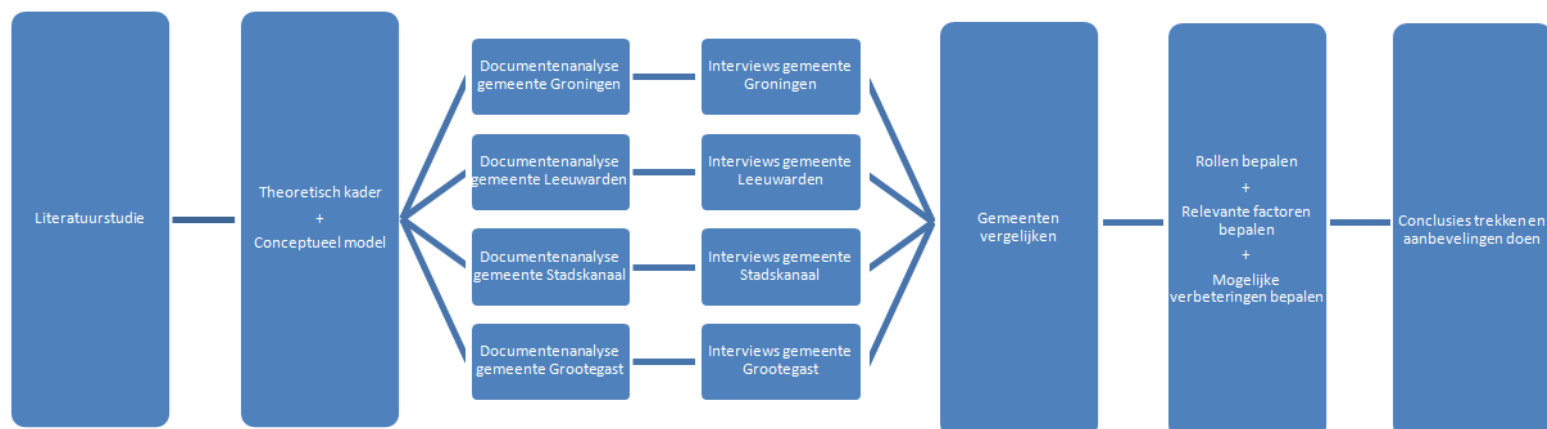 Literatuurstudie
Theoretisch kader
+
Conceptueel model
Documentenanalyse
gemeente Groningen
Interviews gemeente
Groningen
Documentenanalyse
gemeente Leeuwarden
Interviews gemeente
Leeuwarden
Documentenanalyse
gemeente Stadskanaal
Interviews gemeente
Stadskanaal
Documentenanalyse
gemeente Grootegast
Interviews gemeente
Grootegast
Gemeenten
vergelijken
Rollen bepalen
+
Relevante factoren
bepalen
+
Mogelijke
verbeteringen bepalen
Conclusies trekken en
aanbevelingen doen